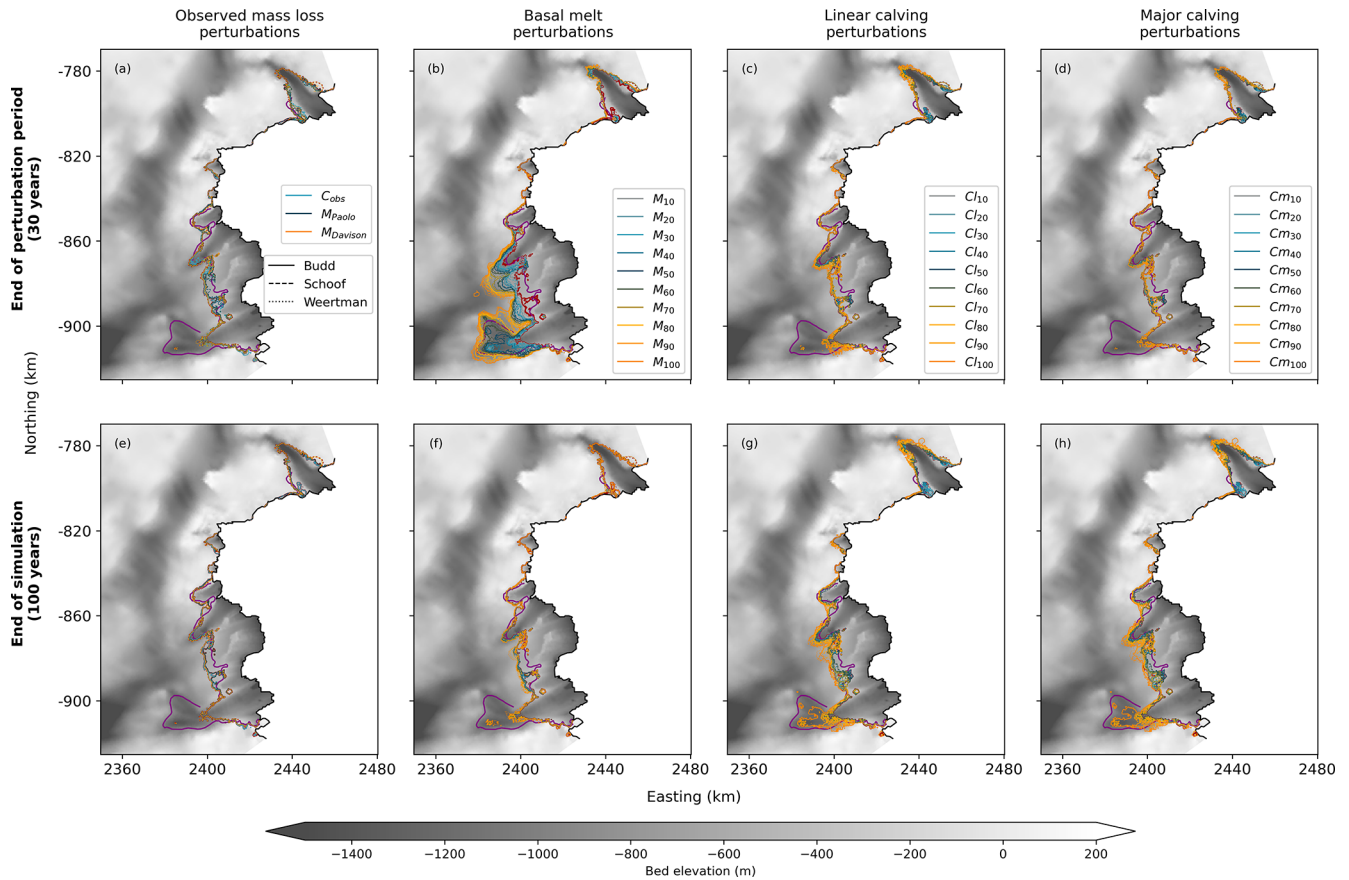 Observed mass loss
perturbations
Basal melt
perturbations
Linear calving
perturbations
Major calving
perturbations
End of perturbation period
(30 years)
End of simulation
(100 years)
Northing (km)
(a)
-780
-820
-860
-900
C_obs
M_Paolo
M_Davison
Budd
Schoof
Weertman
(b)
M_10
M_20
M_30
M_40
M_50
M_60
M_70
M_80
M_90
M_100
(c)
Cl_10
Cl_20
Cl_30
Cl_40
Cl_50
Cl_60
Cl_70
Cl_80
Cl_90
Cl_100
(d)
Cm_10
Cm_20
Cm_30
Cm_40
Cm_50
Cm_60
Cm_70
Cm_80
Cm_90
Cm_100
(e)
-780
-820
-860
-900
2360 2400 2440 2480
(f)
2360 2400 2440 2480
(g)
2360 2400 2440 2480
(h)
2360 2400 2440 2480
Easting (km)
−1400 −1200 −1000 −800 −600 −400 −200 0 200
Bed elevation (m)